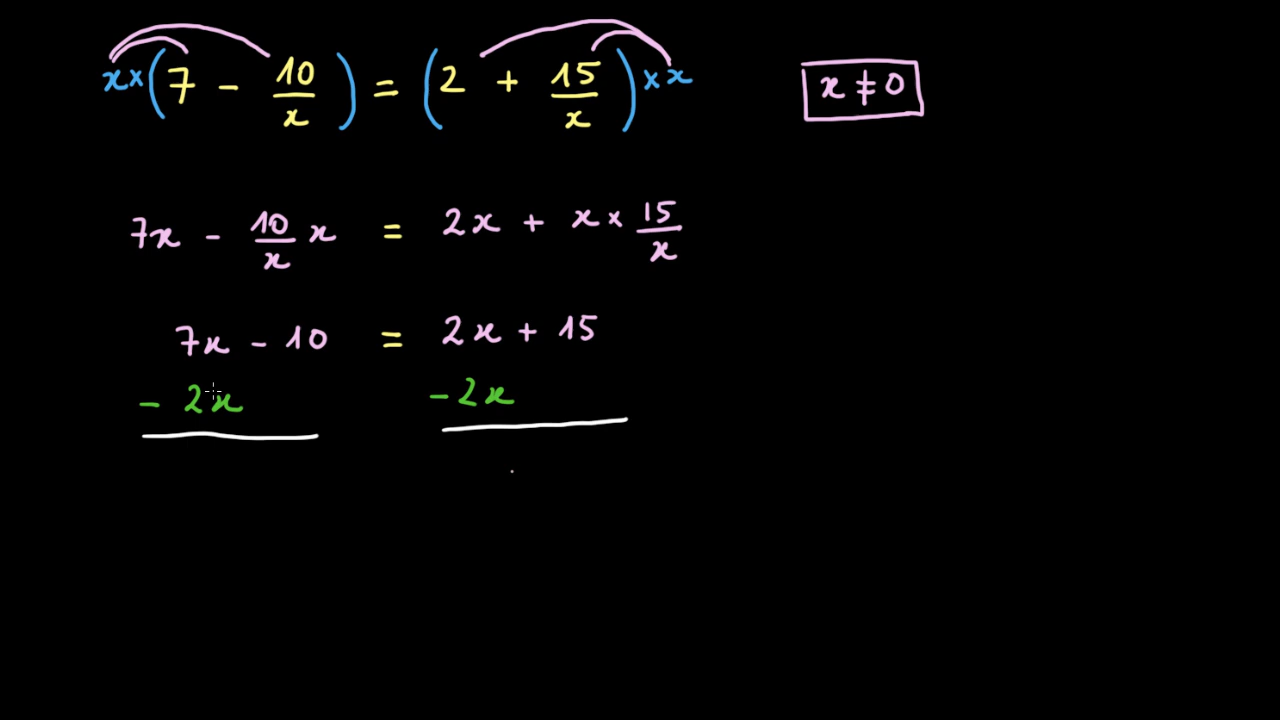 x × (7 - 10/x) = (2 + 15/x) × x x ≠ 0
7x - 10/x x = 2x + x × 15/x
7x - 10 = 2x + 15
- 2x - 2x